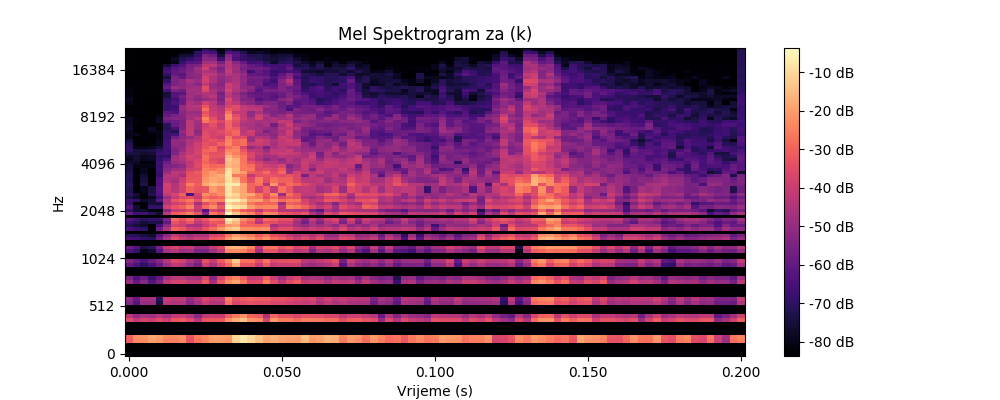 Mel Spektrogram za (k)
Hz
16384
8192
4096
2048
1024
512
0
0.000 0.050 0.100 0.150 0.200
Vrijeme (s)
-10 dB
-20 dB
-30 dB
-40 dB
-50 dB
-60 dB
-70 dB
-80 dB